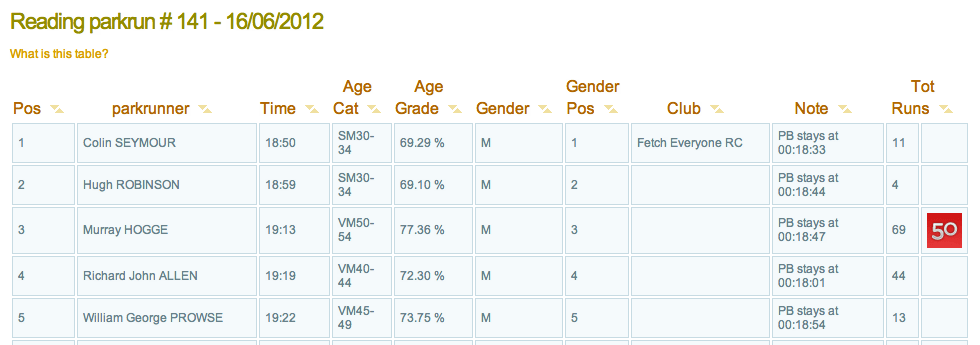 Reading parkrun # 141 - 16/06/2012
What is this table?
Pos parkrunner Time Age Cat Age Grade Gender Gender Pos Club Note Tot Runs
1 Colin SEYMOUR 18:50 SM30-34 69.29 % M 1 Fetch Everyone RC PB stays at 00:18:33 11
2 Hugh ROBINSON 18:59 SM30-34 69.10 % M 2 PB stays at 00:18:44 4
3 Murray HOGGE 19:13 VM50-54 77.36 % M 3 PB stays at 00:18:47 69 50
4 Richard John ALLEN 19:19 VM40-44 72.30 % M 4 PB stays at 00:18:01 44
5 William George PROWSE 19:22 VM45-49 73.75 % M 5 PB stays at 00:18:54 13